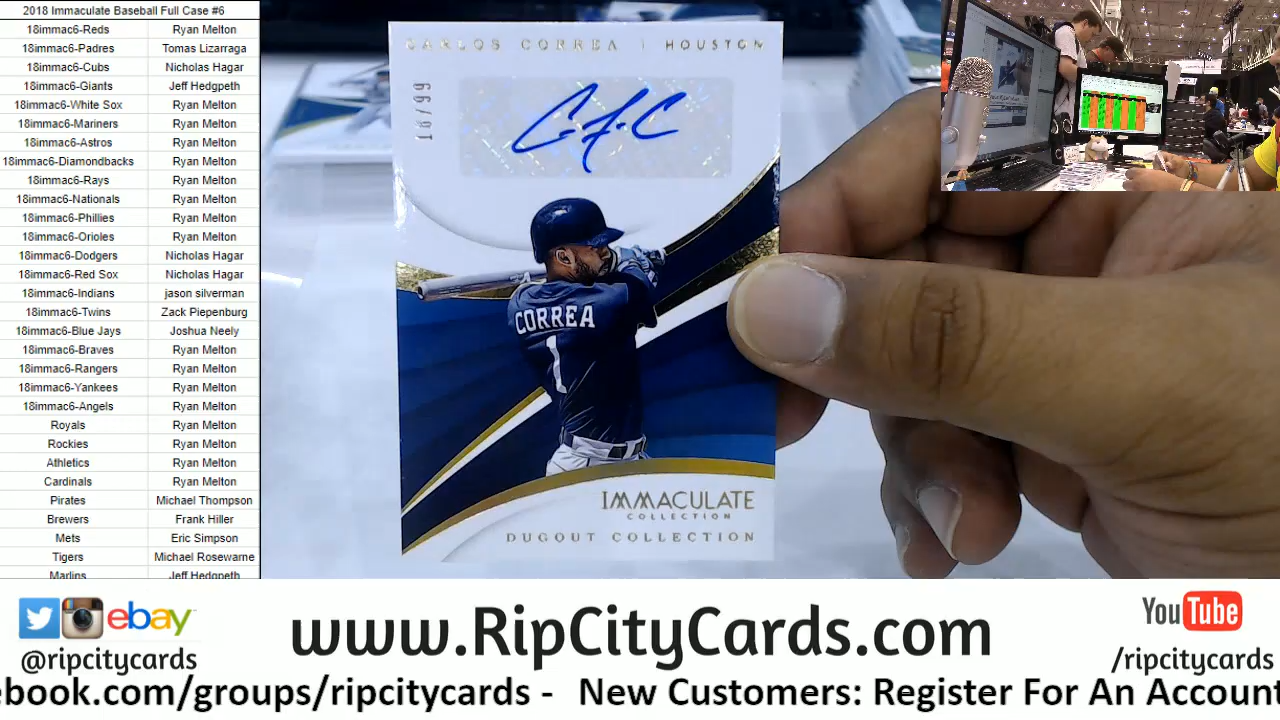 2018 Immaculate Baseball Full Case #6
18immac6-Reds Ryan Melton
18immac6-Padres Tomas Lizarraga
18immac6-Cubs Nicholas Hagar
18immac6-Giants Jeff Hedgpeth
18immac6-White Sox Ryan Melton
18immac6-Mariners Ryan Melton
18immac6-Astros Ryan Melton
18immac6-Diamondbacks Ryan Melton
18immac6-Rays Ryan Melton
18immac6-Nationals Ryan Melton
18immac6-Phillies Ryan Melton
18immac6-Orioles Ryan Melton
18immac6-Dodgers Nicholas Hagar
18immac6-Red Sox Nicholas Hagar
18immac6-Indians jason silverman
18immac6-Twins Zack Piepenburg
18immac6-Blue Jays Joshua Neely
18immac6-Braves Ryan Melton
18immac6-Rangers Ryan Melton
18immac6-Yankees Ryan Melton
18immac6-Angels Ryan Melton
Royals Ryan Melton
Rockies Ryan Melton
Athletics Ryan Melton
Cardinals Ryan Melton
Pirates Michael Thompson
Brewers Frank Hiller
Mets Eric Simpson
Tigers Michael Rosewarne
Marlins Jeff Hedgpeth
CARLOS CORREA | HOUSTON
18/99
CORREA
1
IMMACULATE
COLLECTION
DUGOUT COLLECTION
ebay
@ripcitycards
www.RipCityCards.com
YouTube
/ripcitycards
ebook.com/groups/ripcitycards - New Customers: Register For An Account